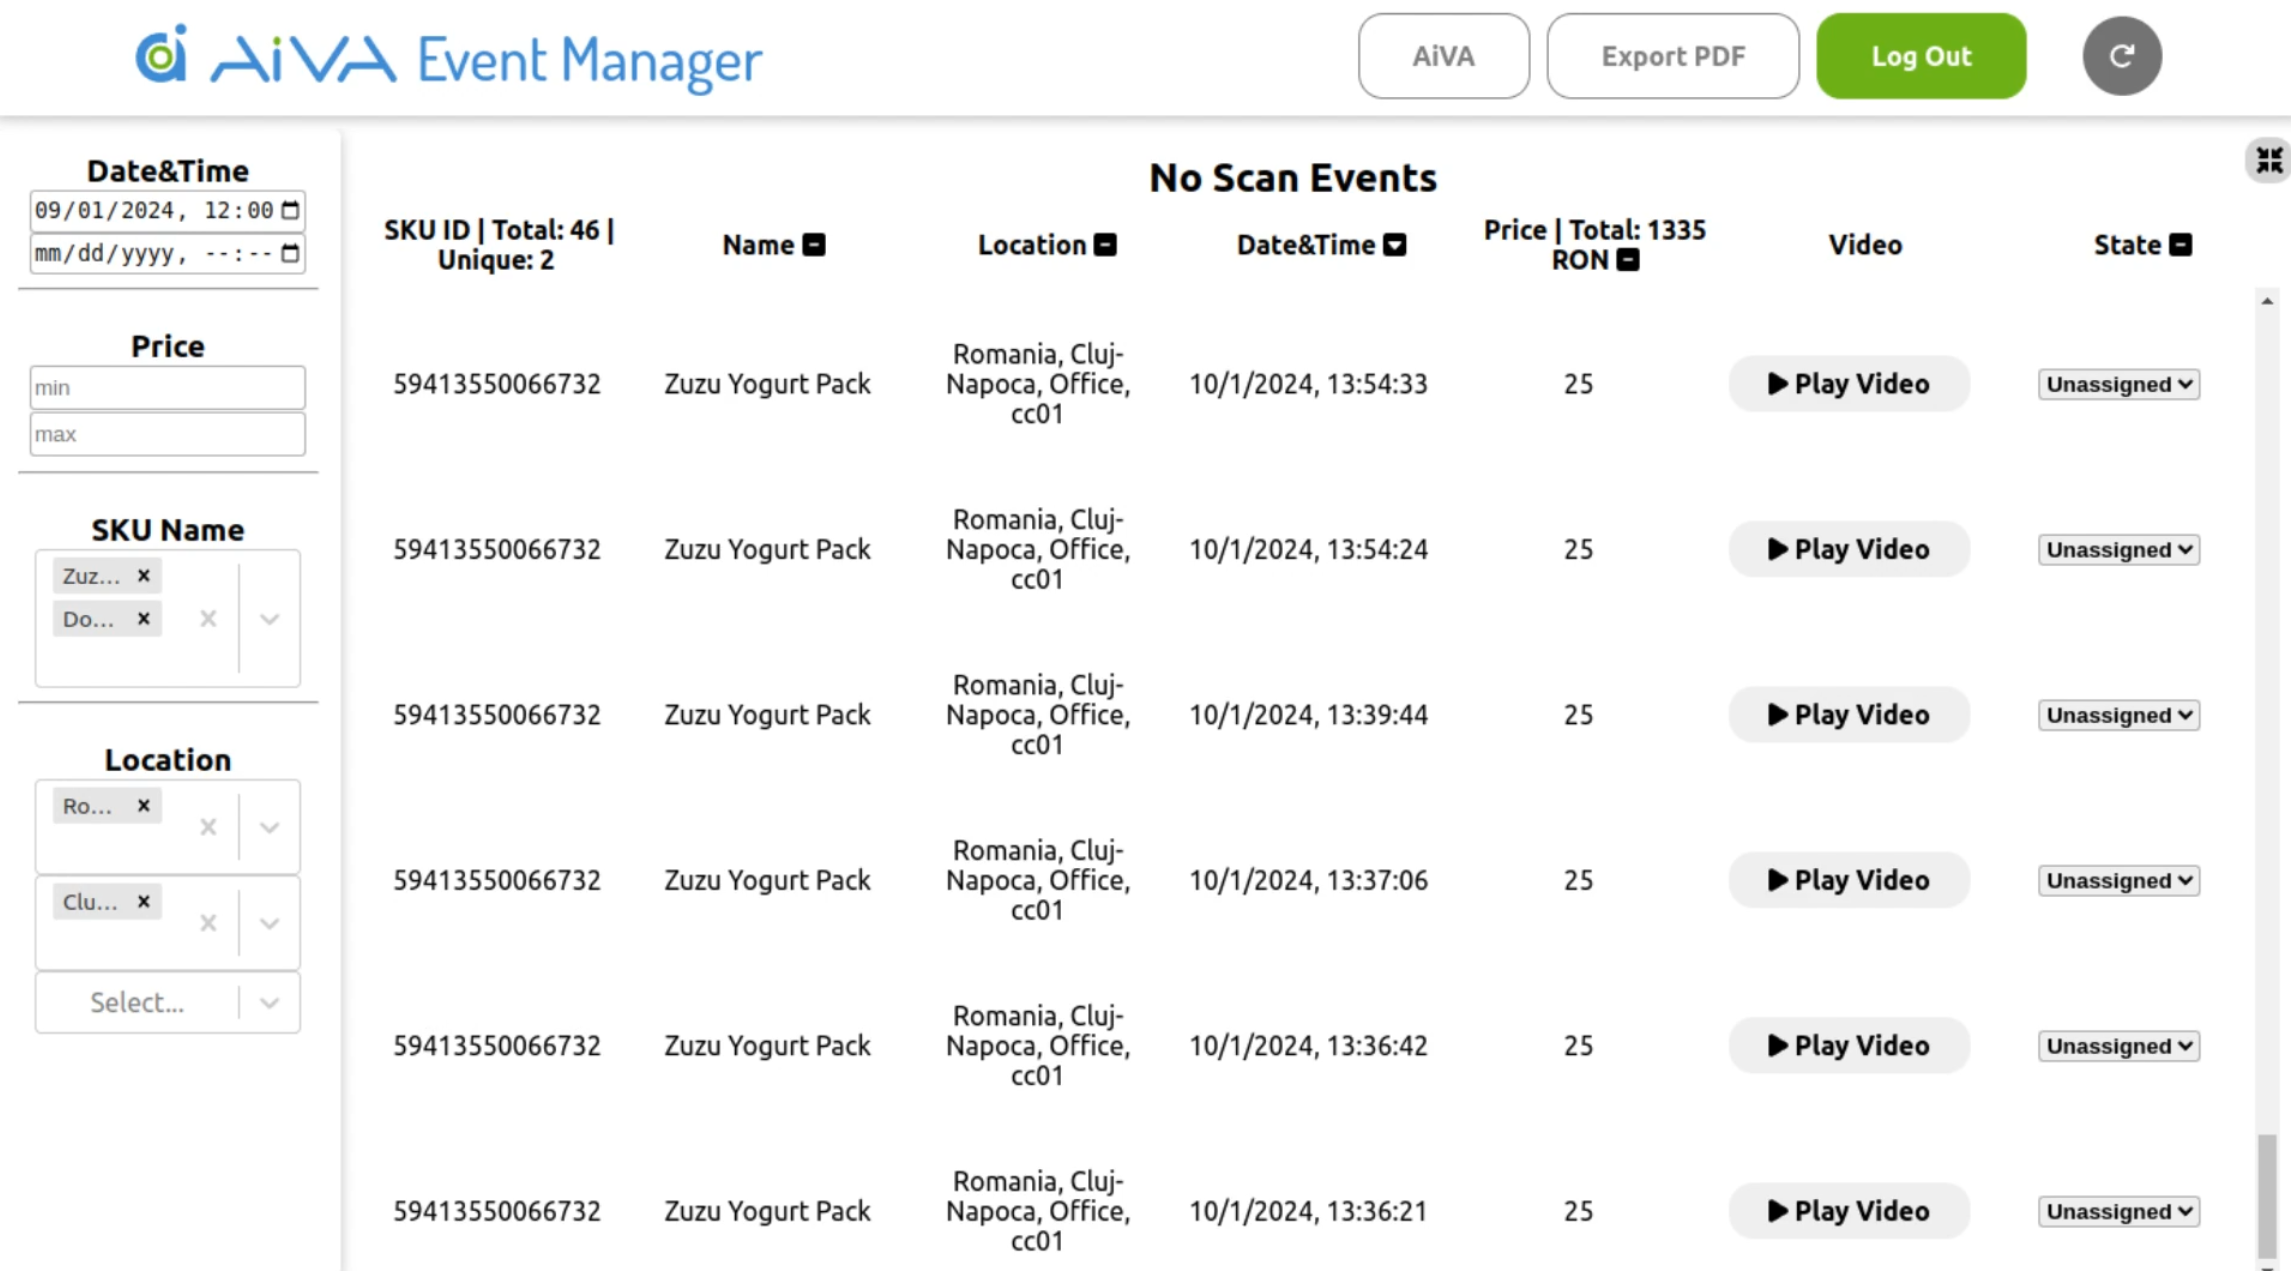 AiVA Event Manager
AiVA
Export PDF
Log Out
Date&Time
09/01/2024, 12:00
mm/dd/yyyy, --:--
Price
min
max
SKU Name
Zuz...
Do...
Location
Ro...
Clu...
Select...
No Scan Events
SKU ID | Total: 46 |
Unique: 2
Name
Location
Date&Time
Price | Total: 1335
RON
Video
State
59413550066732
Zuzu Yogurt Pack
Romania, Cluj-
Napoca, Office,
cc01
10/1/2024, 13:54:33
25
Play Video
Unassigned
59413550066732
Zuzu Yogurt Pack
Romania, Cluj-
Napoca, Office,
cc01
10/1/2024, 13:54:24
25
Play Video
Unassigned
59413550066732
Zuzu Yogurt Pack
Romania, Cluj-
Napoca, Office,
cc01
10/1/2024, 13:39:44
25
Play Video
Unassigned
59413550066732
Zuzu Yogurt Pack
Romania, Cluj-
Napoca, Office,
cc01
10/1/2024, 13:37:06
25
Play Video
Unassigned
59413550066732
Zuzu Yogurt Pack
Romania, Cluj-
Napoca, Office,
cc01
10/1/2024, 13:36:42
25
Play Video
Unassigned
59413550066732
Zuzu Yogurt Pack
Romania, Cluj-
Napoca, Office,
cc01
10/1/2024, 13:36:21
25
Play Video
Unassigned